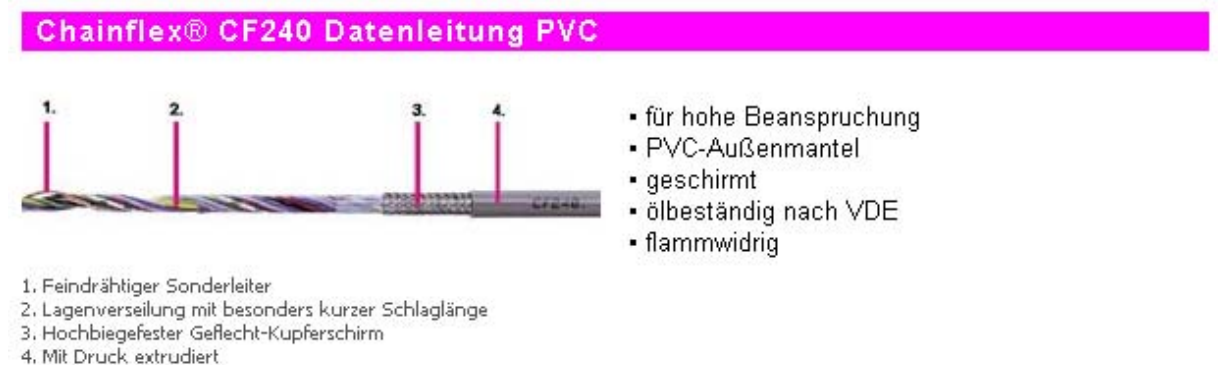 Chainflex® CF240 Datenleitung PVC
1. 2. 3. 4.
▪ für hohe Beanspruchung
▪ PVC-Außenmantel
▪ geschirmt
▪ ölbeständig nach VDE
▪ flammwidrig
CF240.
1. Feindrähtiger Sonderleiter
2. Lagenverseilung mit besonders kurzer Schlaglänge
3. Hochbiegefester Geflecht-Kupferschirm
4. Mit Druck extrudiert